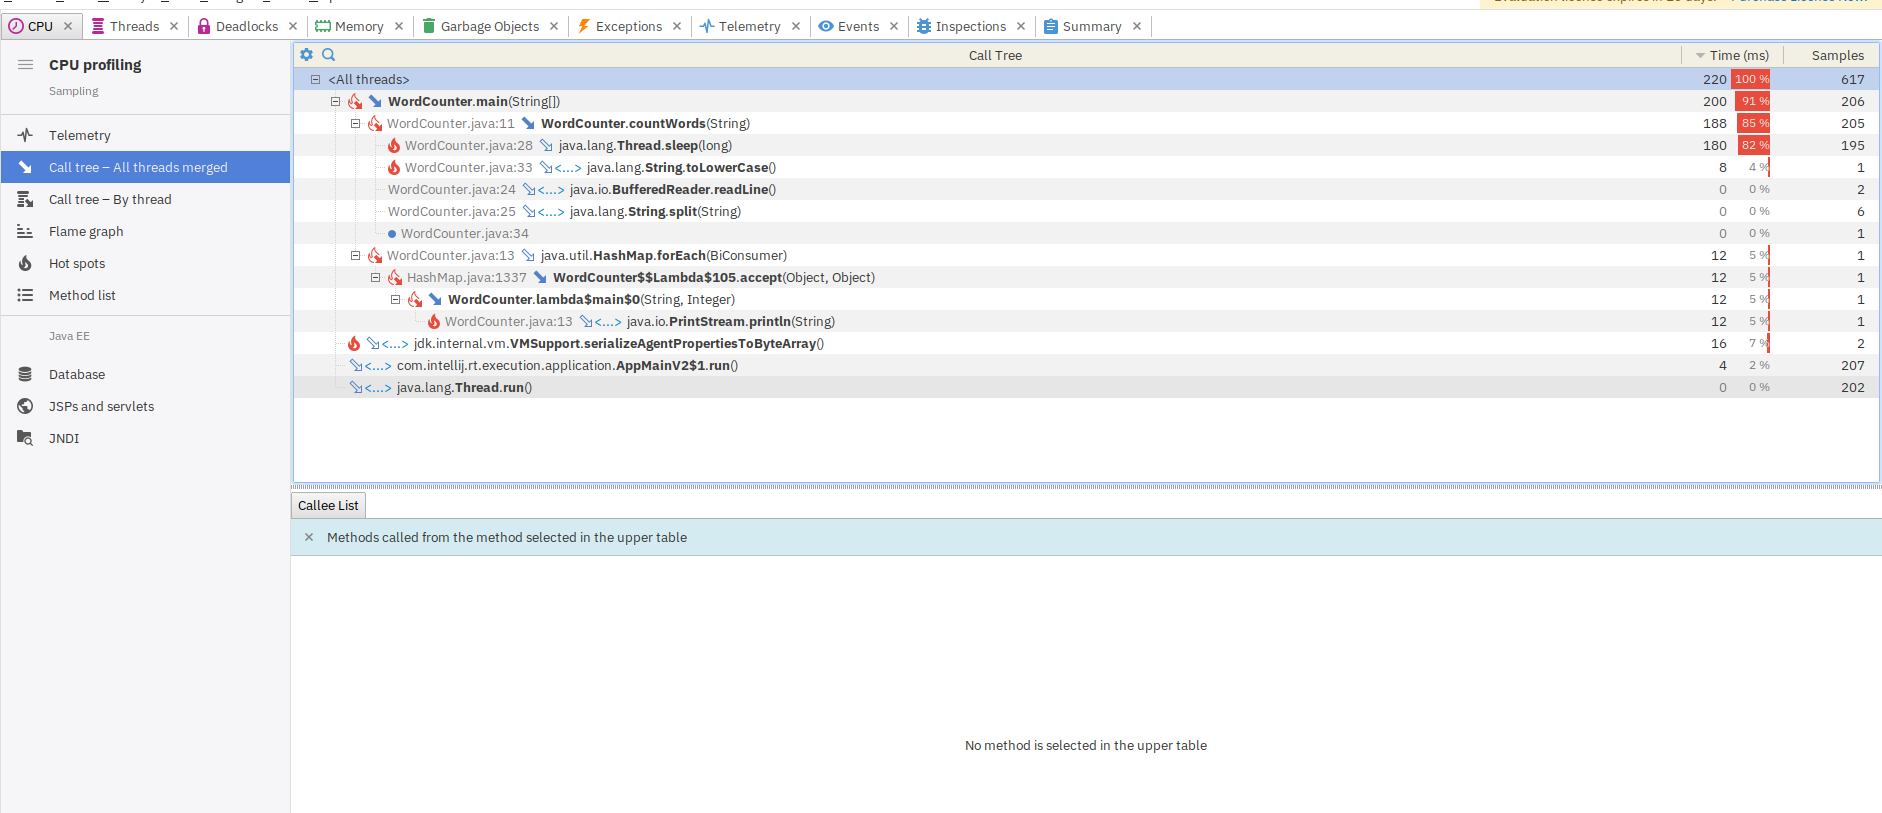 CPU Threads Deadlocks Memory Garbage Objects Exceptions Telemetry Events Inspections Summary
CPU profiling
Sampling
Telemetry
Call tree – All threads merged
Call tree – By thread
Flame graph
Hot spots
Method list
Java EE
Database
JSPs and servlets
JNDI
Call Tree Time (ms) Samples
<All threads> 220 100 % 617
WordCounter.main(String[]) 200 91 % 206
WordCounter.java:11 WordCounter.countWords(String) 188 85 % 205
WordCounter.java:28 java.lang.Thread.sleep(long) 180 82 % 195
WordCounter.java:33 <...> java.lang.String.toLowerCase() 8 4 % 1
WordCounter.java:24 <...> java.io.BufferedReader.readLine() 0 0 % 2
WordCounter.java:25 <...> java.lang.String.split(String) 0 0 % 6
WordCounter.java:34 0 0 % 1
WordCounter.java:13 java.util.HashMap.forEach(BiConsumer) 12 5 % 1
HashMap.java:1337 WordCounter$$Lambda$105.accept(Object, Object) 12 5 % 1
WordCounter.lambda$main$0(String, Integer) 12 5 % 1
WordCounter.java:13 <...> java.io.PrintStream.println(String) 12 5 % 1
<...> jdk.internal.vm.VMSupport.serializeAgentPropertiesToByteArray() 16 7 % 2
<...> com.intellij.rt.execution.application.AppMainV2$1.run() 4 2 % 207
<...> java.lang.Thread.run() 0 0 % 202
Callee List
Methods called from the method selected in the upper table
No method is selected in the upper table